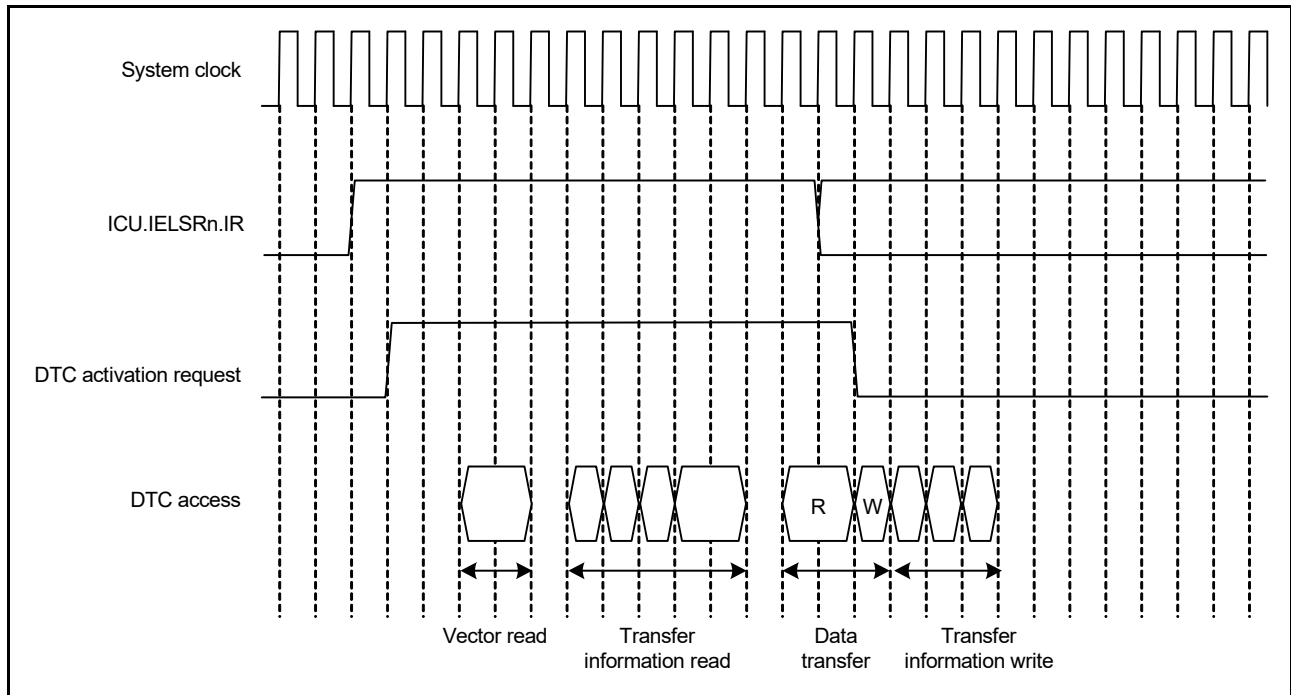 System clock
ICU.IELSRn.IR
DTC activation request
DTC access
R
W
Vector read
Transfer
information read
Data
transfer
Transfer
information write